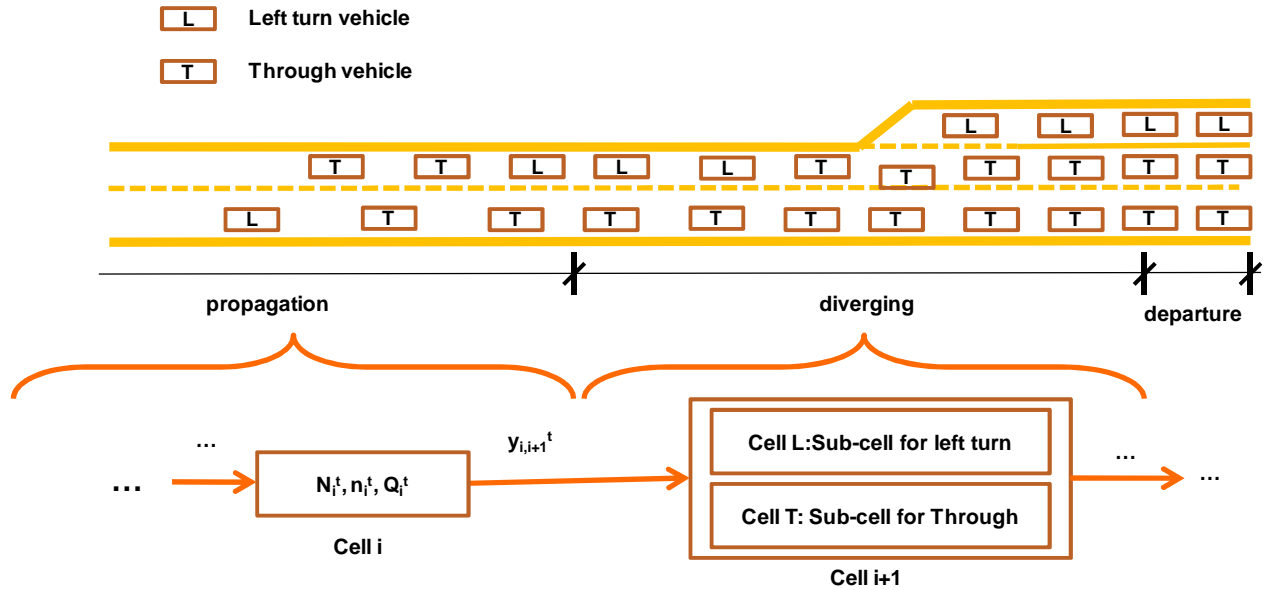 L Left turn vehicle
T Through vehicle
L L L L
T T L L L T T T T T T
L T T T T T T T T T T
propagation diverging departure
... ... y_{i,i+1}^t ... ...
N_i^t, n_i^t, Q_i^t
Cell i
Cell L:Sub-cell for left turn
Cell T: Sub-cell for Through
Cell i+1